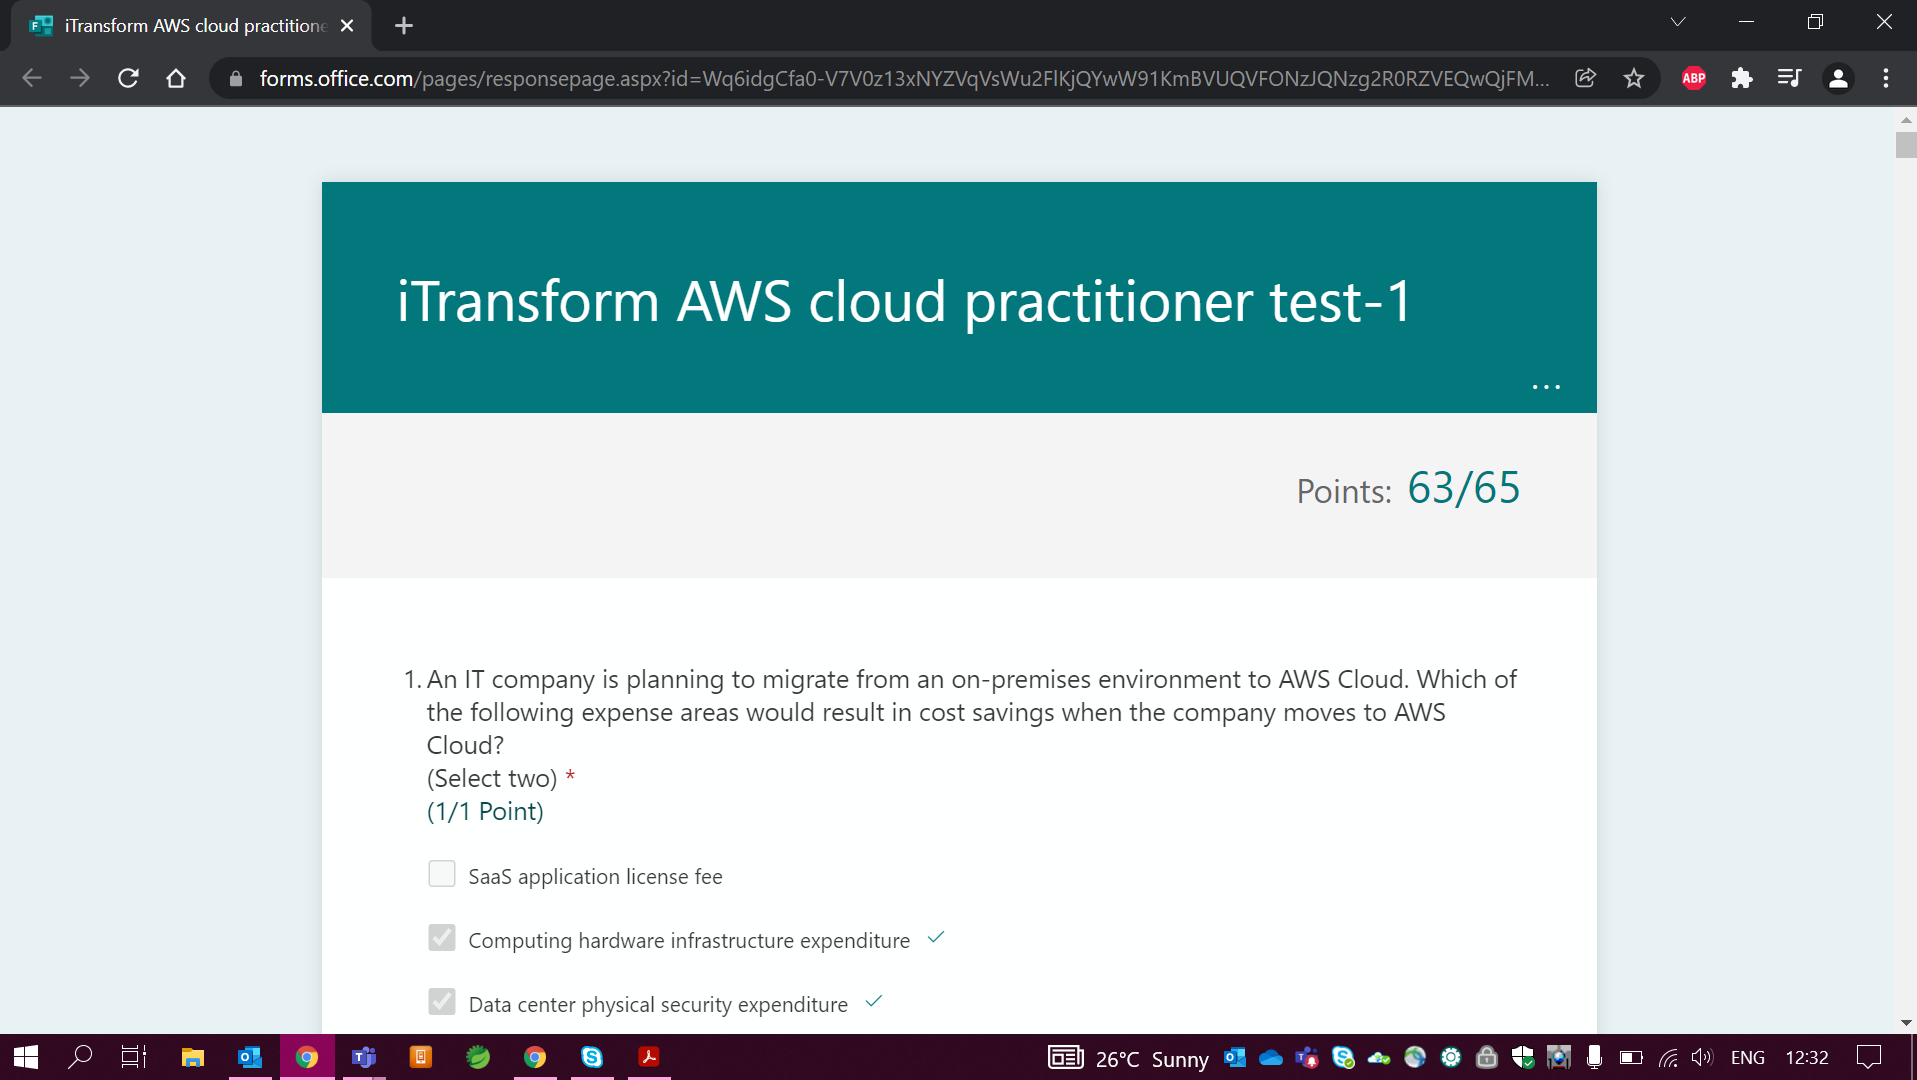 iTransform AWS cloud practitione
forms.office.com/pages/responsepage.aspx?id=Wq6idgCfa0-V7V0z13xNYZVqVsWu2FlKjQYwW91KmBVUQVFONzJQNzg2R0RZVEQwQjFM...
ABP
iTransform AWS cloud practitioner test-1
...
Points: 63/65
1. An IT company is planning to migrate from an on-premises environment to AWS Cloud. Which of
the following expense areas would result in cost savings when the company moves to AWS
Cloud?
(Select two) *
(1/1 Point)
SaaS application license fee
Computing hardware infrastructure expenditure
Data center physical security expenditure
26°C Sunny
ENG
12:32